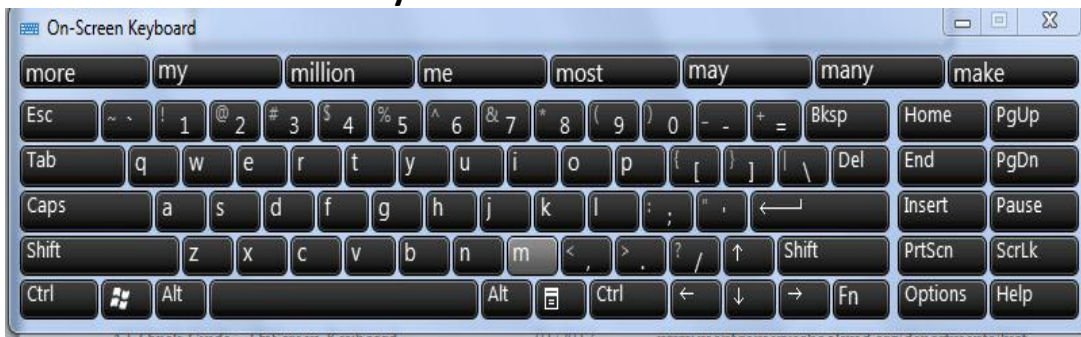 On-Screen Keyboard
more my million me most may many make
Esc ~ ` ! 1 @ 2 # 3 $ 4 % 5 ^ 6 & 7 * 8 ( 9 ) 0 - - + = Bksp Home PgUp
Tab q w e r t y u i o p { [ } ] | \ Del End PgDn
Caps a s d f g h j k l : ; " ' Insert Pause
Shift z x c v b n m < , > . ? / ↑ Shift PrtScn ScrLk
Ctrl Alt Alt Ctrl ← ↓ → Fn Options Help